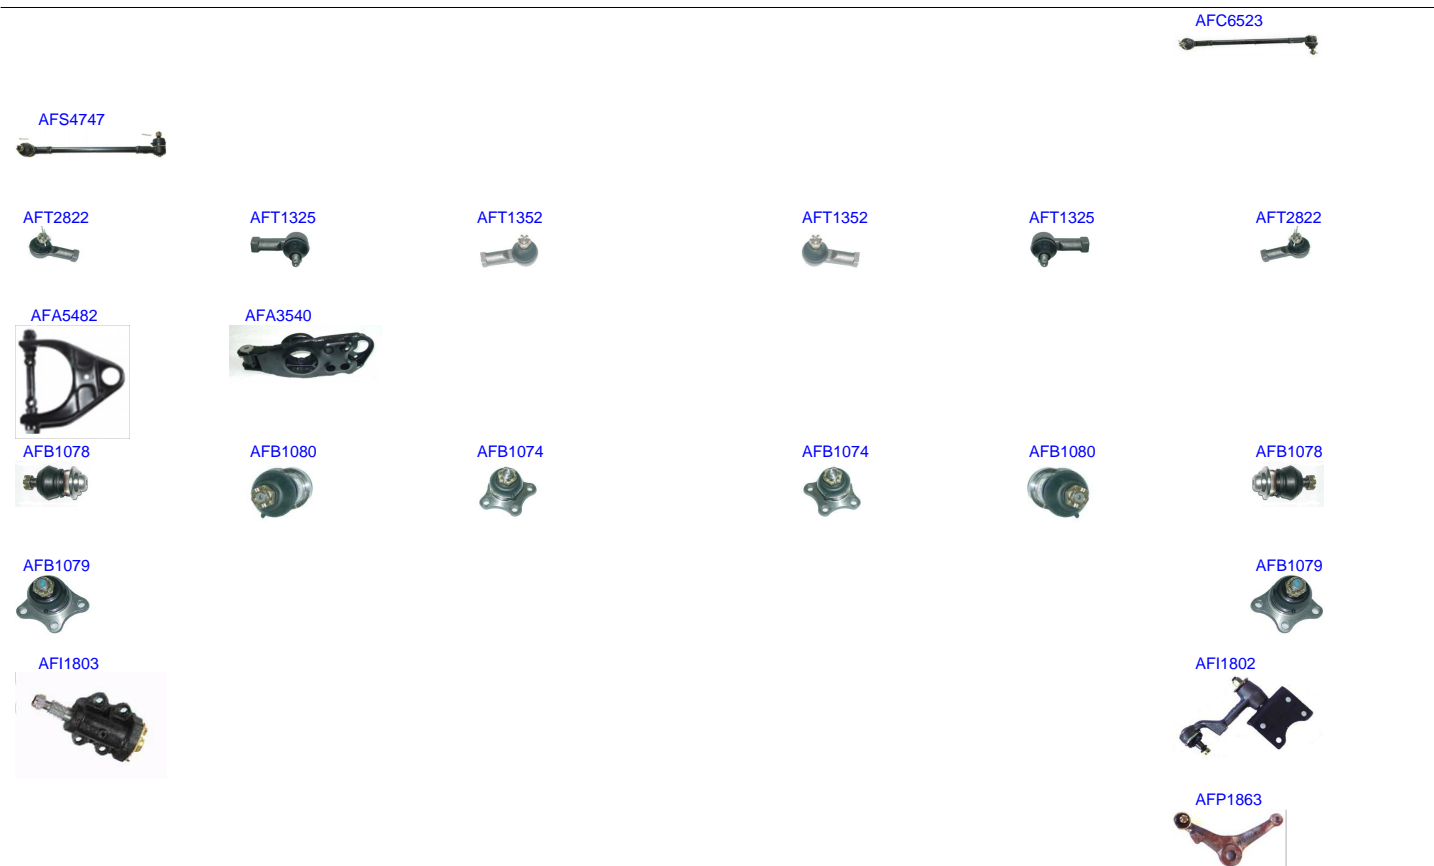 AFC6523
AFS4747
AFT2822 AFT1325 AFT1352 AFT1352 AFT1325 AFT2822
AFA5482 AFA3540
AFB1078 AFB1080 AFB1074 AFB1074 AFB1080 AFB1078
AFB1079 AFB1079
AFI1803 AFI1802
AFP1863